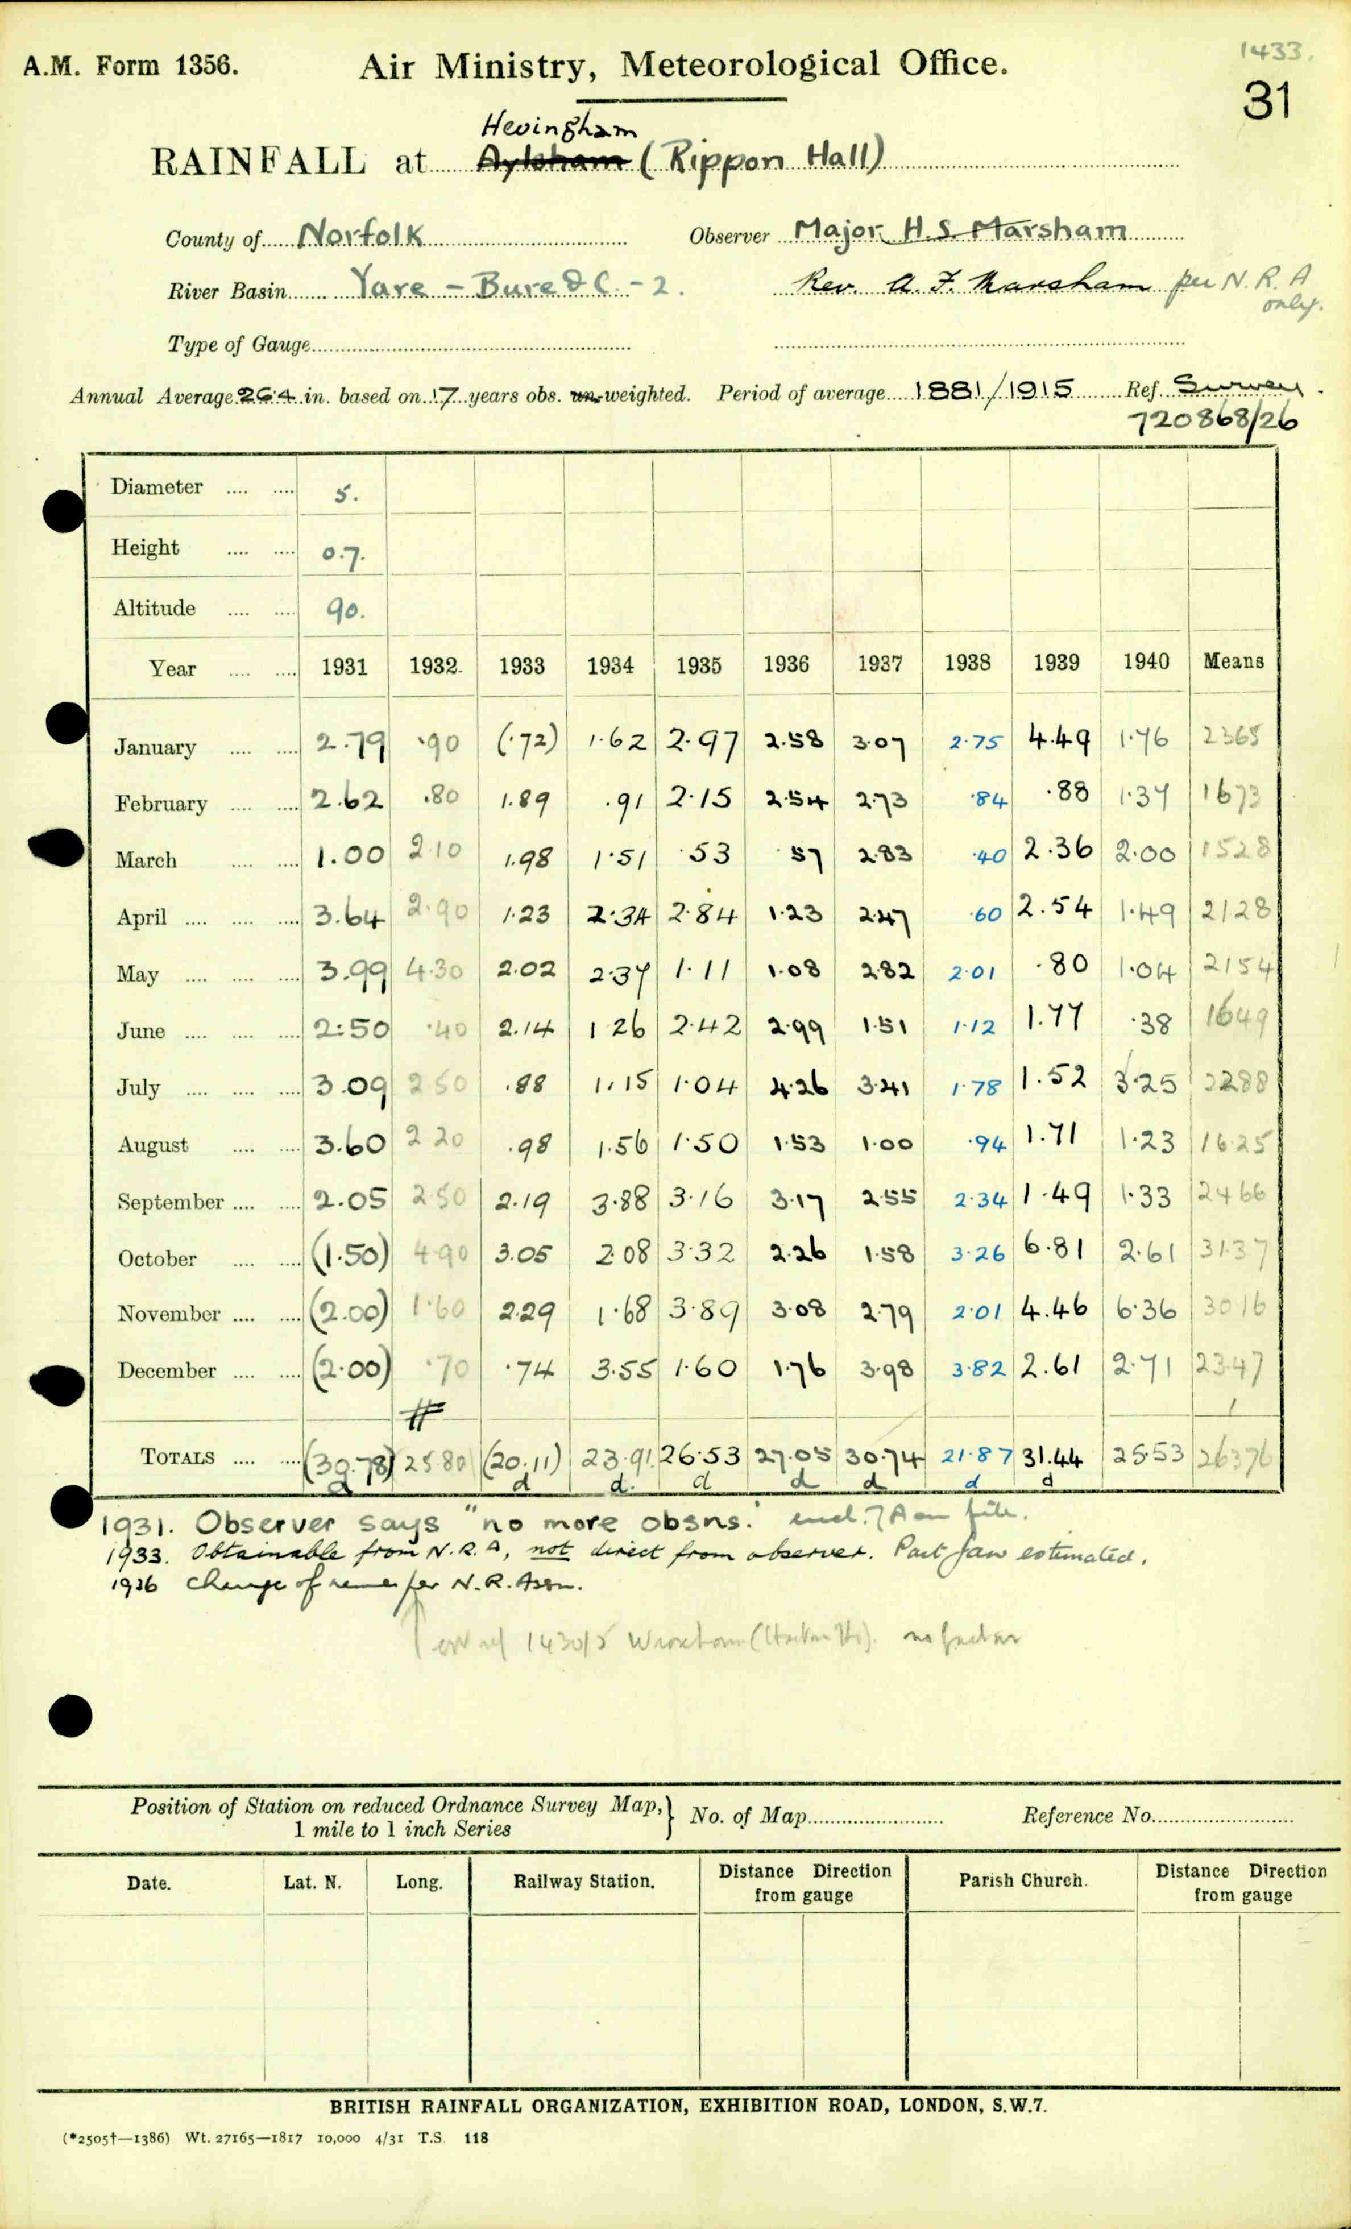 1433.
A.M. Form 1356. Air Ministry, Meteorological Office. 31
Hevingham
RAINFALL at Aylsham (Rippon Hall)
County of Norfolk Observer Major H.S. Marsham
River Basin Yare - Bure & C. - 2. Rev. A. F. Marsham per N.R.A only.
Type of Gauge
Annual Average 26.4 in. based on 17 years obs. un-weighted. Period of average 1881/1915 Ref. Survey
720868/26
Diameter 5.
Height 0.7.
Altitude 90.
Year 1931 1932 1933 1934 1935 1936 1937 1938 1939 1940 Means
January 2.79 .90 (.72) 1.62 2.97 2.58 3.07 2.75 4.49 1.76 2365
February 2.62 .80 1.89 .91 2.15 2.54 2.73 .84 .88 1.37 1673
March 1.00 2.10 1.98 1.51 .53 .57 2.83 .40 2.36 2.00 1528
April 3.64 2.90 1.23 2.34 2.84 1.23 2.47 .60 2.54 1.49 2128
May 3.99 4.30 2.02 2.37 1.11 1.08 2.82 2.01 .80 1.04 2154
June 2.50 .40 2.14 1.26 2.42 2.99 1.51 1.12 1.77 .38 1649
July 3.09 2.50 .88 1.15 1.04 4.26 3.41 1.78 1.52 3.25 2288
August 3.60 2.20 .98 1.56 1.50 1.53 1.00 .94 1.71 1.23 1625
September 2.05 2.50 2.19 3.88 3.16 3.17 2.55 2.34 1.49 1.33 2466
October (1.50) 4.90 3.05 2.08 3.32 2.26 1.58 3.26 6.81 2.61 3137
November (2.00) 1.60 2.29 1.68 3.89 3.08 2.79 2.01 4.46 6.36 3016
December (2.00) .70 .74 3.55 1.60 1.76 3.98 3.82 2.61 2.71 2347
#
TOTALS (30.78) 25.80 (20.11) 23.91 26.53 27.05 30.74 21.87 31.44 25.53 26376
d d d. d d d d d
1931. Observer says "no more obsns." encl. 7A on file.
1933. Obtainable from N.R.A, not direct from observer. Part Jan estimated.
1936 Change of name per N.R. Assn.
1430/5 Wroxham no factor
Position of Station on reduced Ordnance Survey Map, 1 mile to 1 inch Series } No. of Map Reference No.
Date. Lat. N. Long. Railway Station. Distance Direction from gauge Parish Church. Distance Direction from gauge
BRITISH RAINFALL ORGANIZATION, EXHIBITION ROAD, LONDON, S.W.7.
(*2505†—1386) Wt. 27165—1817 10,000 4/31 T.S. 118